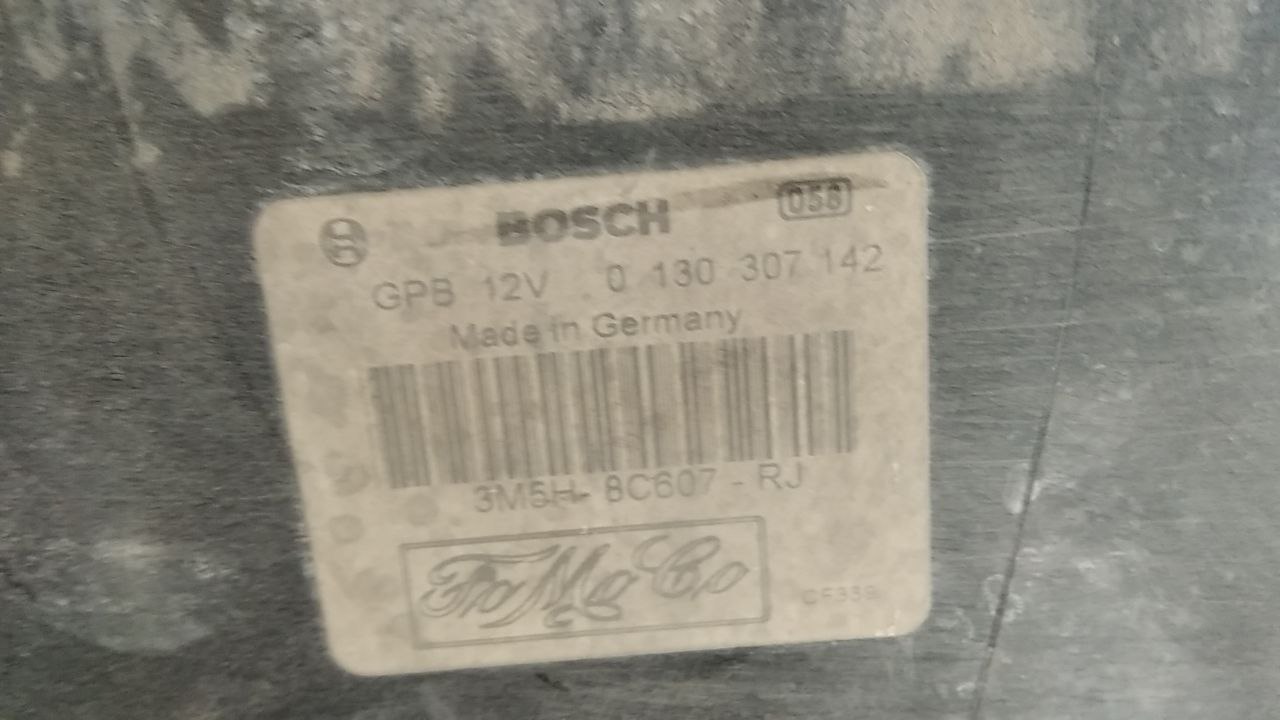 BOSCH 058
GPB 12V 0 130 307 142
Made in Germany
3M5H- 8C607 - RJ
FoMoCo
CF339